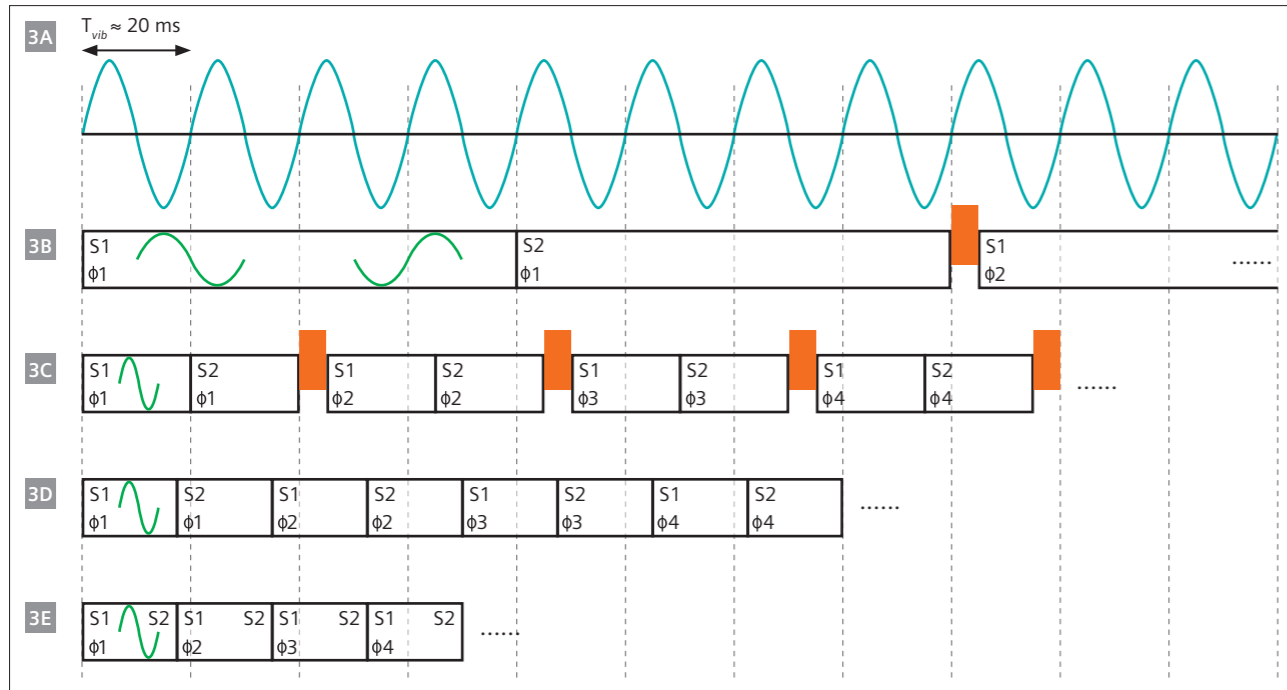 3A
T_vib ≈ 20 ms
3B
S1 S2 S1
ϕ1 ϕ1 ϕ2 ......
3C
S1 S2 S1 S2 S1 S2 S1 S2
ϕ1 ϕ1 ϕ2 ϕ2 ϕ3 ϕ3 ϕ4 ϕ4 ......
3D
S1 S2 S1 S2 S1 S2 S1 S2
ϕ1 ϕ1 ϕ2 ϕ2 ϕ3 ϕ3 ϕ4 ϕ4 ......
3E
S1 S2 S1 S2 S1 S2 S1 S2
ϕ1 ϕ2 ϕ3 ϕ4 ......